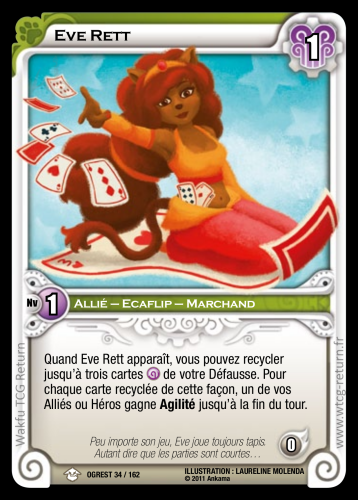 Eve Rett
1
Nv 1 Allié – Ecaflip – Marchand
Quand Eve Rett apparaît, vous pouvez recycler
jusqu'à trois cartes de votre Défausse. Pour
chaque carte recyclée de cette façon, un de vos
Alliés ou Héros gagne Agilité jusqu'à la fin du tour.
Peu importe son jeu, Eve joue toujours tapis
Autant dire que les parties sont courtes...
0
OGREST 34 / 162
ILLUSTRATION : LAURELINE MOLENDA
© 2011 Ankama
Wakfu TCG Return
www.wtcg-return.fr